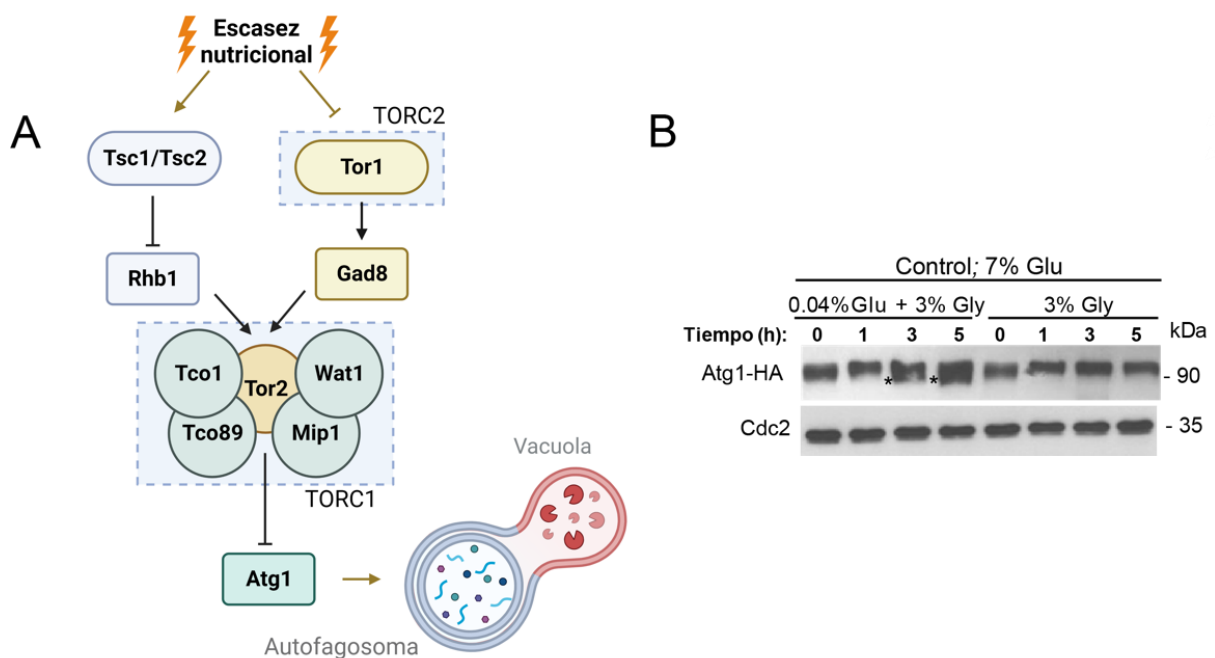 A
Escasez
nutricional
TORC2
Tsc1/Tsc2
Tor1
Rhb1
Gad8
Tco1
Tor2
Wat1
Tco89
Mip1
TORC1
Vacuola
Atg1
Autofagosoma
B
Control; 7% Glu
0.04%Glu + 3% Gly 3% Gly
Tiempo (h): 0 1 3 5 0 1 3 5 kDa
Atg1-HA * * - 90
Cdc2 - 35